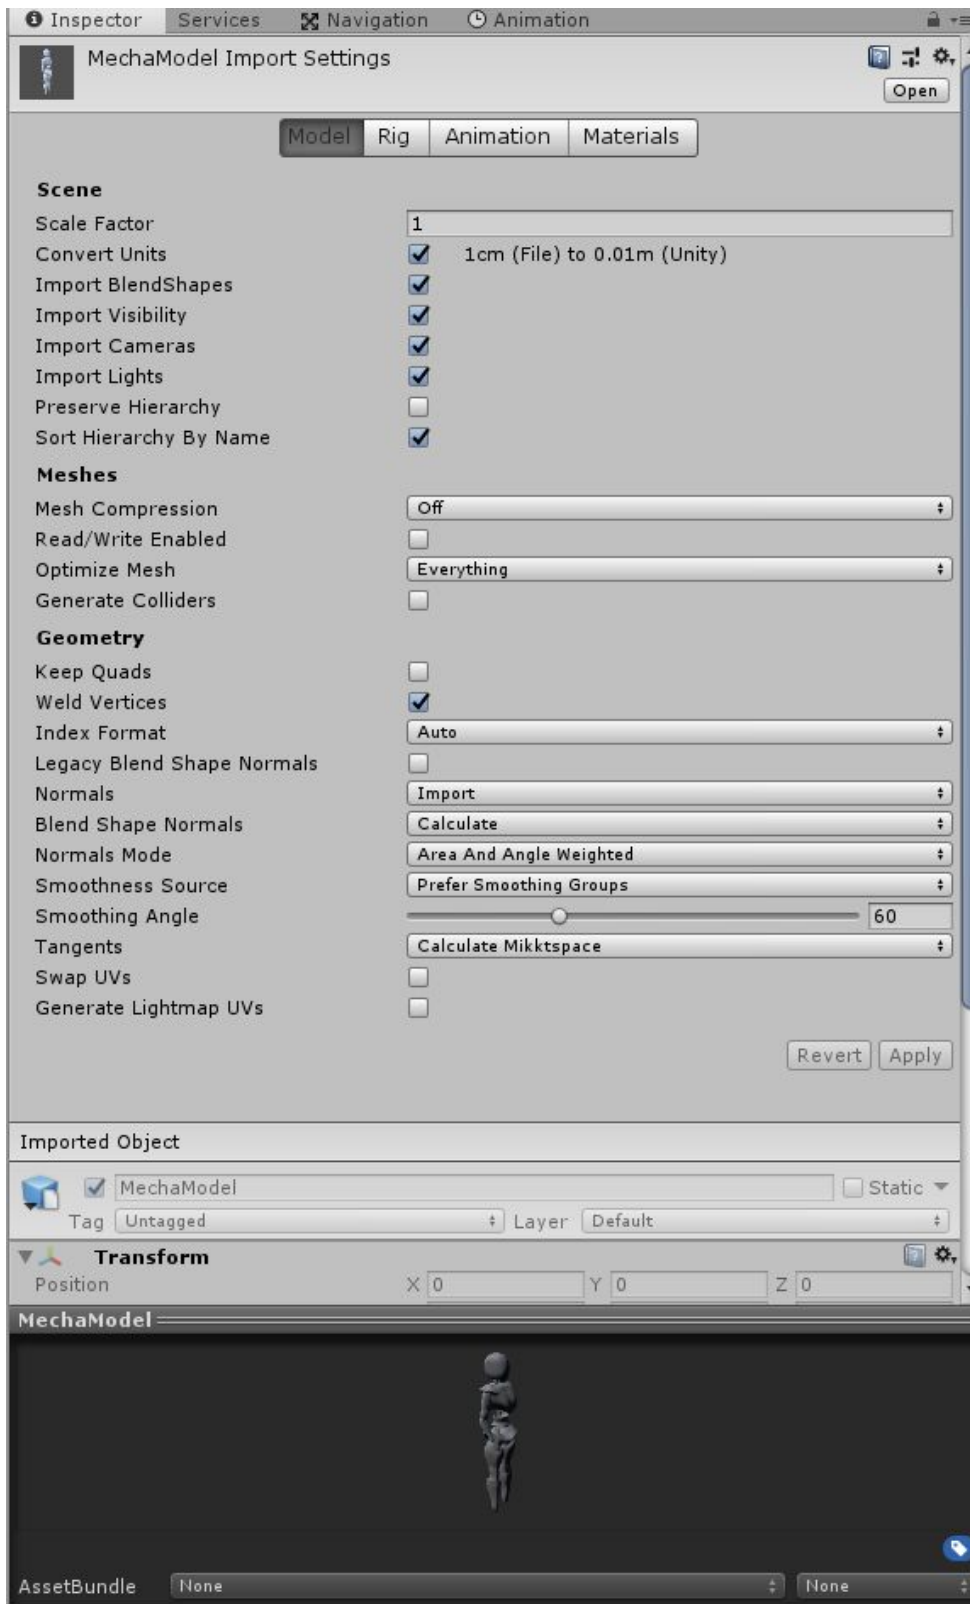 Inspector Services Navigation Animation
MechaModel Import Settings
Open
Model Rig Animation Materials
Scene
Scale Factor 1
Convert Units 1cm (File) to 0.01m (Unity)
Import BlendShapes
Import Visibility
Import Cameras
Import Lights
Preserve Hierarchy
Sort Hierarchy By Name
Meshes
Mesh Compression Off
Read/Write Enabled
Optimize Mesh Everything
Generate Colliders
Geometry
Keep Quads
Weld Vertices
Index Format Auto
Legacy Blend Shape Normals
Normals Import
Blend Shape Normals Calculate
Normals Mode Area And Angle Weighted
Smoothness Source Prefer Smoothing Groups
Smoothing Angle 60
Tangents Calculate Mikktspace
Swap UVs
Generate Lightmap UVs
Revert Apply
Imported Object
MechaModel Static
Tag Untagged Layer Default
Transform
Position X 0 Y 0 Z 0
MechaModel
AssetBundle None None